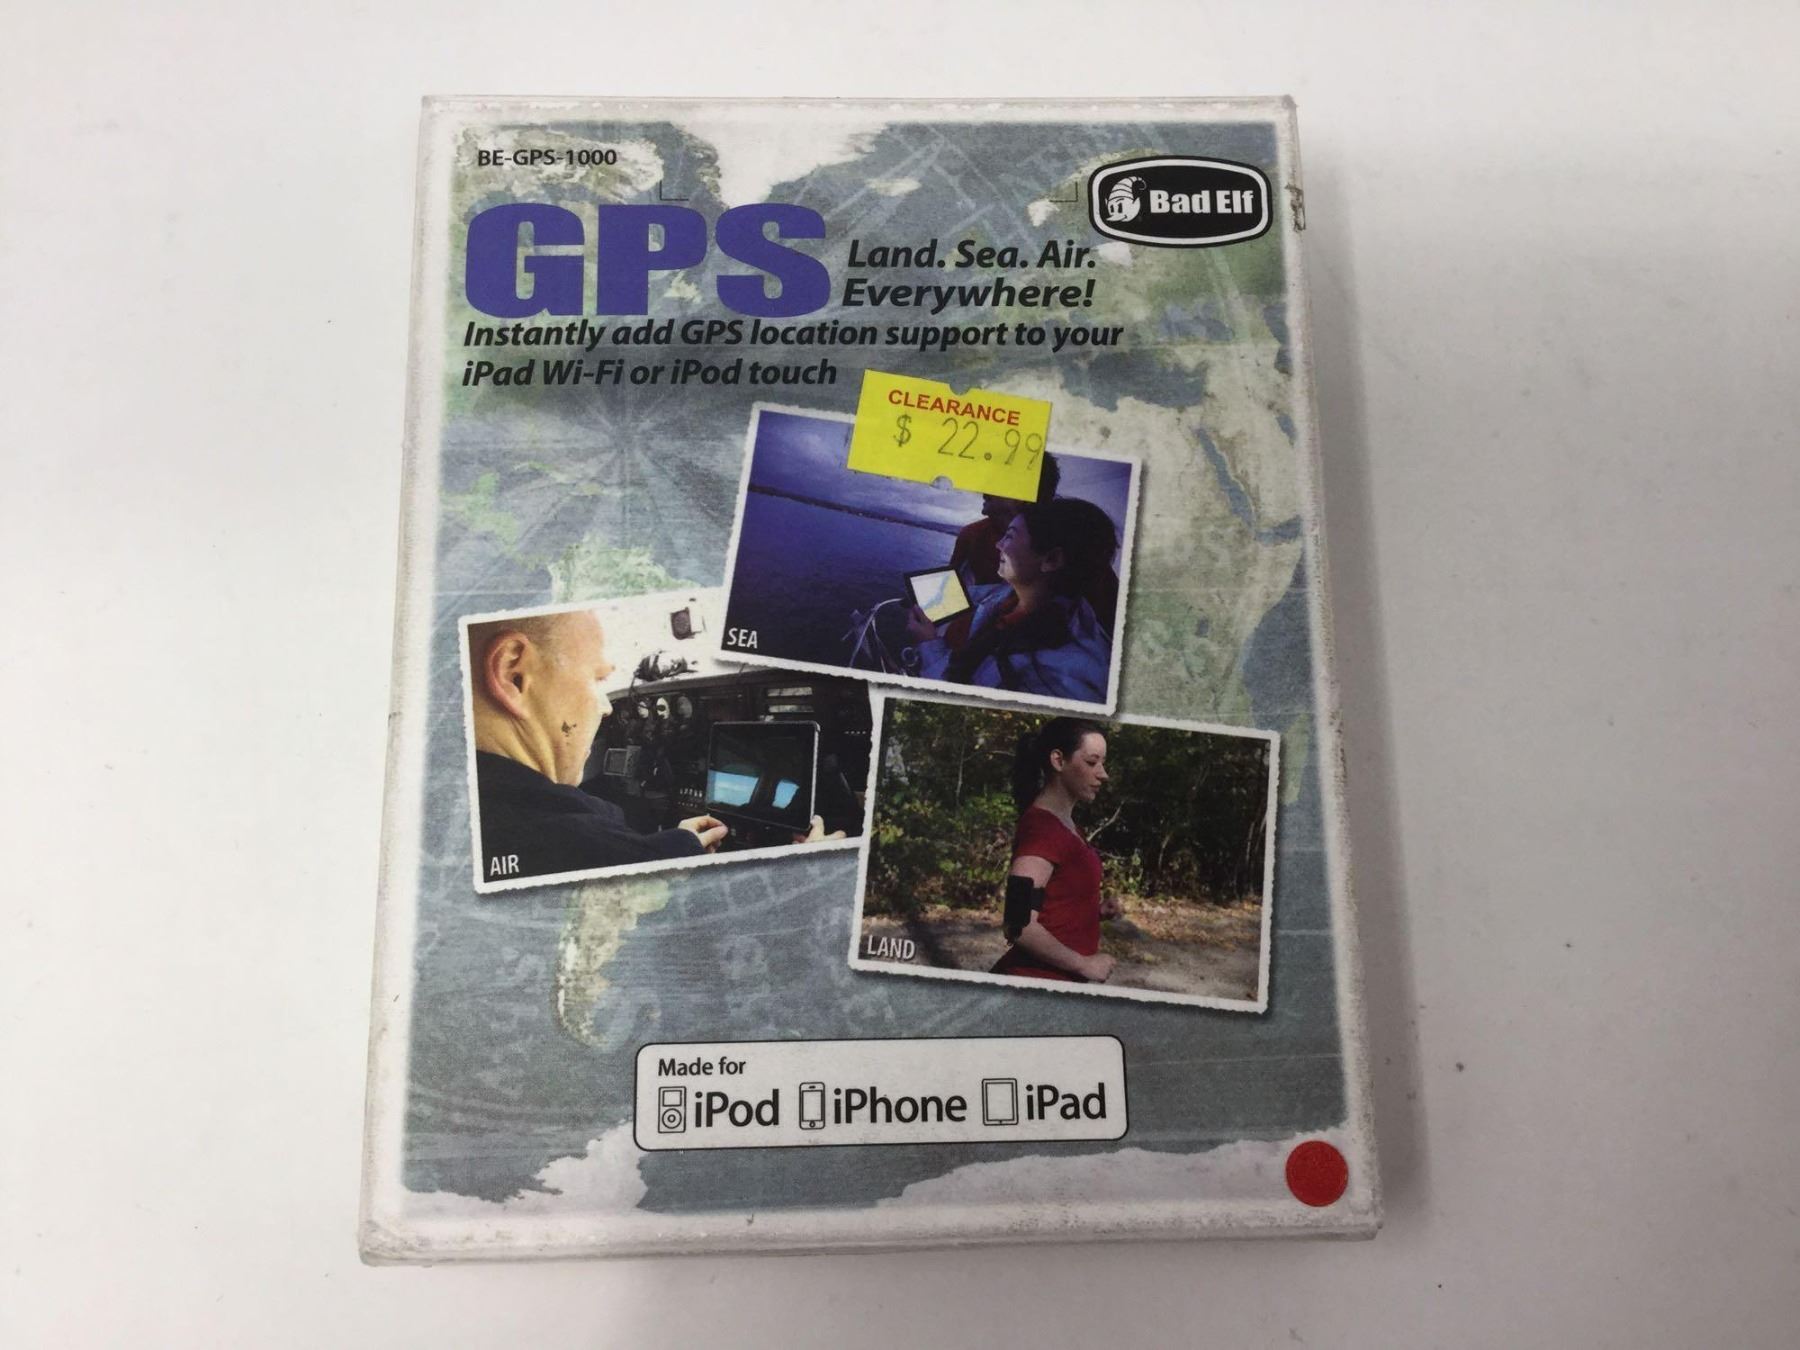 BE-GPS-1000
Bad Elf
GPS
Land. Sea. Air.
Everywhere!
Instantly add GPS location support to your
iPad Wi-Fi or iPod touch
CLEARANCE
$ 22.99
SEA
AIR
LAND
Made for
iPod iPhone iPad